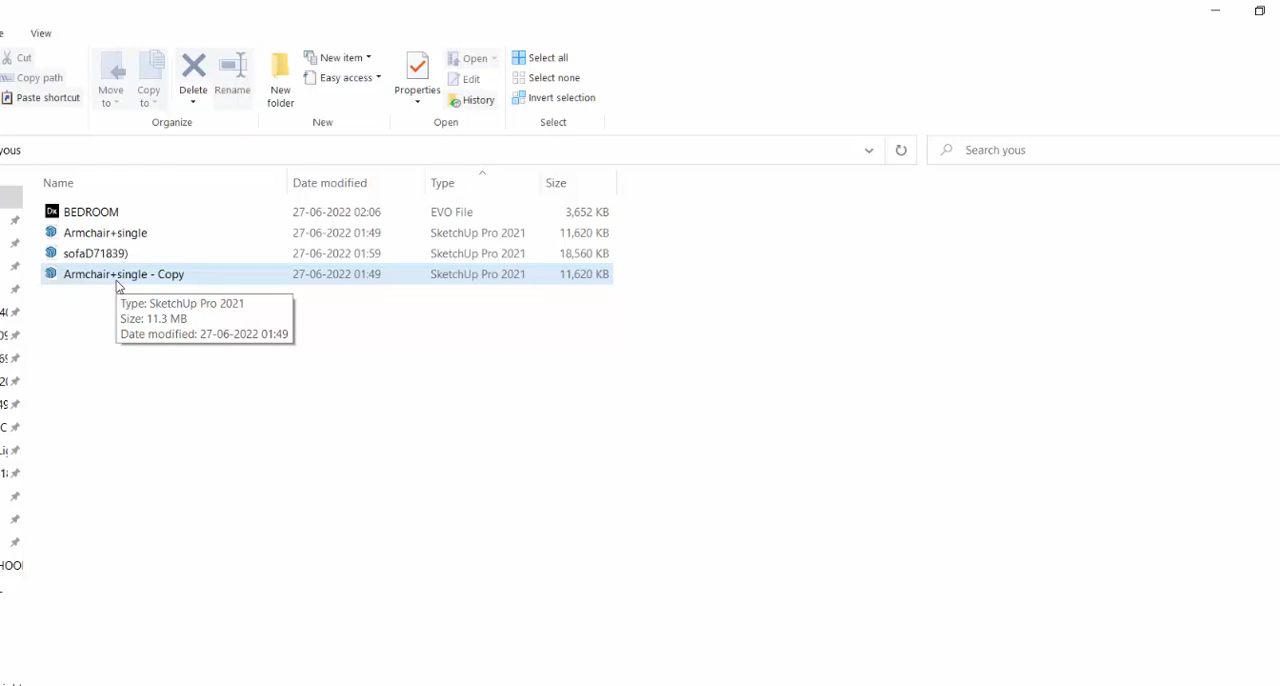 View
Cut
Copy path
Paste shortcut
Move to
Copy to
Delete
Rename
Organize
New folder
New item
Easy access
New
Properties
Open
Edit
History
Open
Select all
Select none
Invert selection
Select
yous
Search yous
Name Date modified Type Size
BEDROOM 27-06-2022 02:06 EVO File 3,652 KB
Armchair+single 27-06-2022 01:49 SketchUp Pro 2021 11,620 KB
sofaD71839) 27-06-2022 01:59 SketchUp Pro 2021 18,560 KB
Armchair+single - Copy 27-06-2022 01:49 SketchUp Pro 2021 11,620 KB
Type: SketchUp Pro 2021
Size: 11.3 MB
Date modified: 27-06-2022 01:49